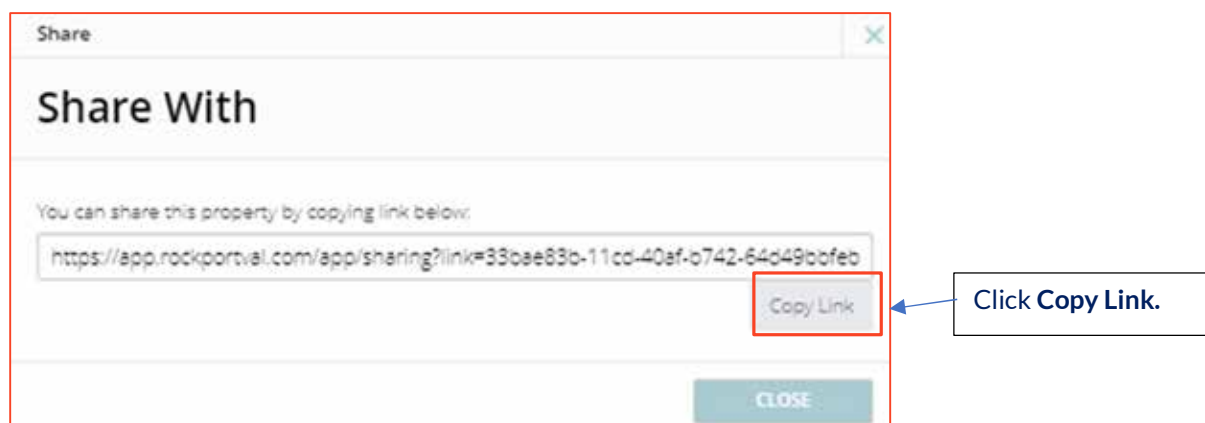 Share
Share With
You can share this property by copying link below:
https://app.rockportval.com/app/sharing?link=33bae83b-11cd-40af-b742-64d49bbfeb
Copy Link
Click Copy Link.
CLOSE